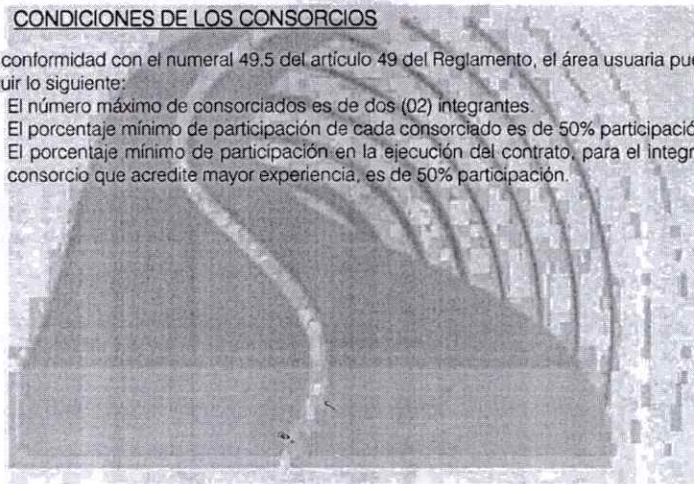 CONDICIONES DE LOS CONSORCIOS
conformidad con el numeral 49.5 del artículo 49 del Reglamento, el área usuaria pue
uir lo siguiente:
El número máximo de consorciados es de dos (02) integrantes.
El porcentaje mínimo de participación de cada consorciado es de 50% participació
El porcentaje mínimo de participación en la ejecución del contrato, para el integr
consorcio que acredite mayor experiencia, es de 50% participación.